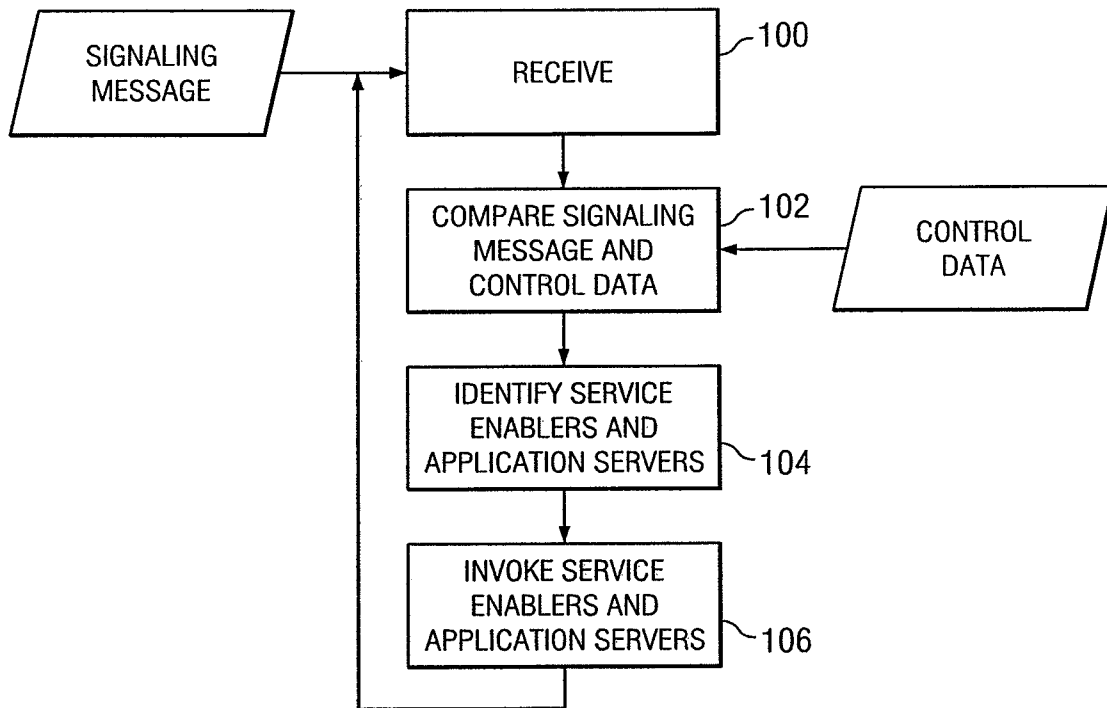 SIGNALING
MESSAGE
RECEIVE
100
COMPARE SIGNALING
MESSAGE AND
CONTROL DATA
102
CONTROL
DATA
IDENTIFY SERVICE
ENABLERS AND
APPLICATION SERVERS
104
INVOKE SERVICE
ENABLERS AND
APPLICATION SERVERS
106